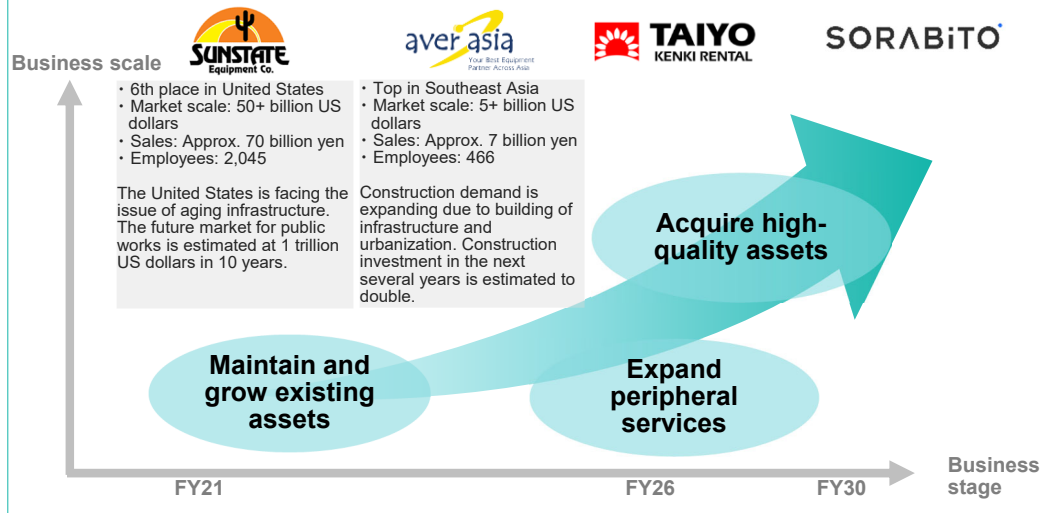 Business scale
SUNSTATE
Equipment Co.
・6th place in United States
・Market scale: 50+ billion US
dollars
・Sales: Approx. 70 billion yen
・Employees: 2,045
The United States is facing the
issue of aging infrastructure.
The future market for public
works is estimated at 1 trillion
US dollars in 10 years.
aver asia
Your Best Equipment
Partner Across Asia
・Top in Southeast Asia
・Market scale: 5+ billion US
dollars
・Sales: Approx. 7 billion yen
・Employees: 466
Construction demand is
expanding due to building of
infrastructure and
urbanization. Construction
investment in the next
several years is estimated to
double.
TAIYO
KENKI RENTAL
SORABITO
Acquire high-
quality assets
Maintain and
grow existing
assets
Expand
peripheral
services
FY21
FY26
FY30
Business
stage